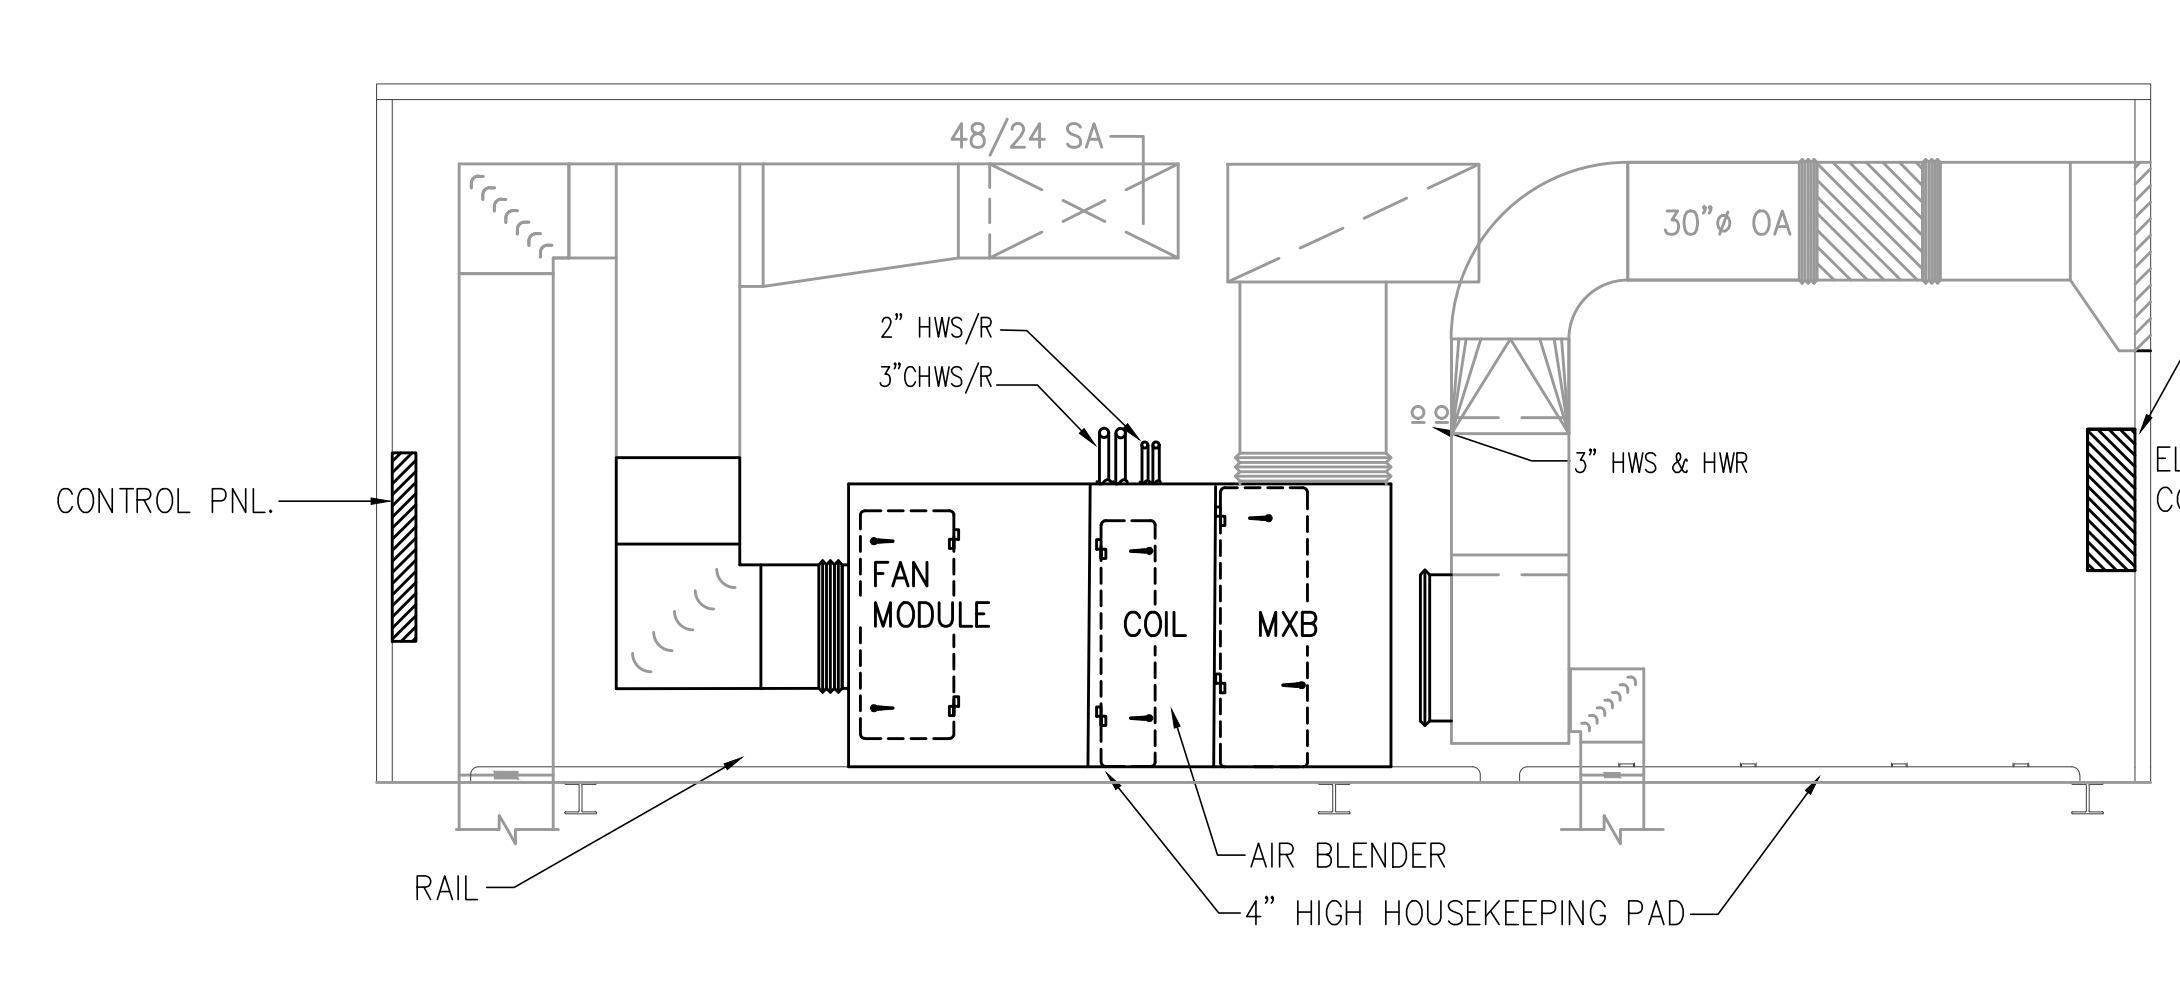 48/24 SA
30"ø OA
2" HWS/R
3"CHWS/R
3" HWS & HWR
CONTROL PNL.
FAN
MODULE
COIL
MXB
AIR BLENDER
RAIL
4" HIGH HOUSEKEEPING PAD